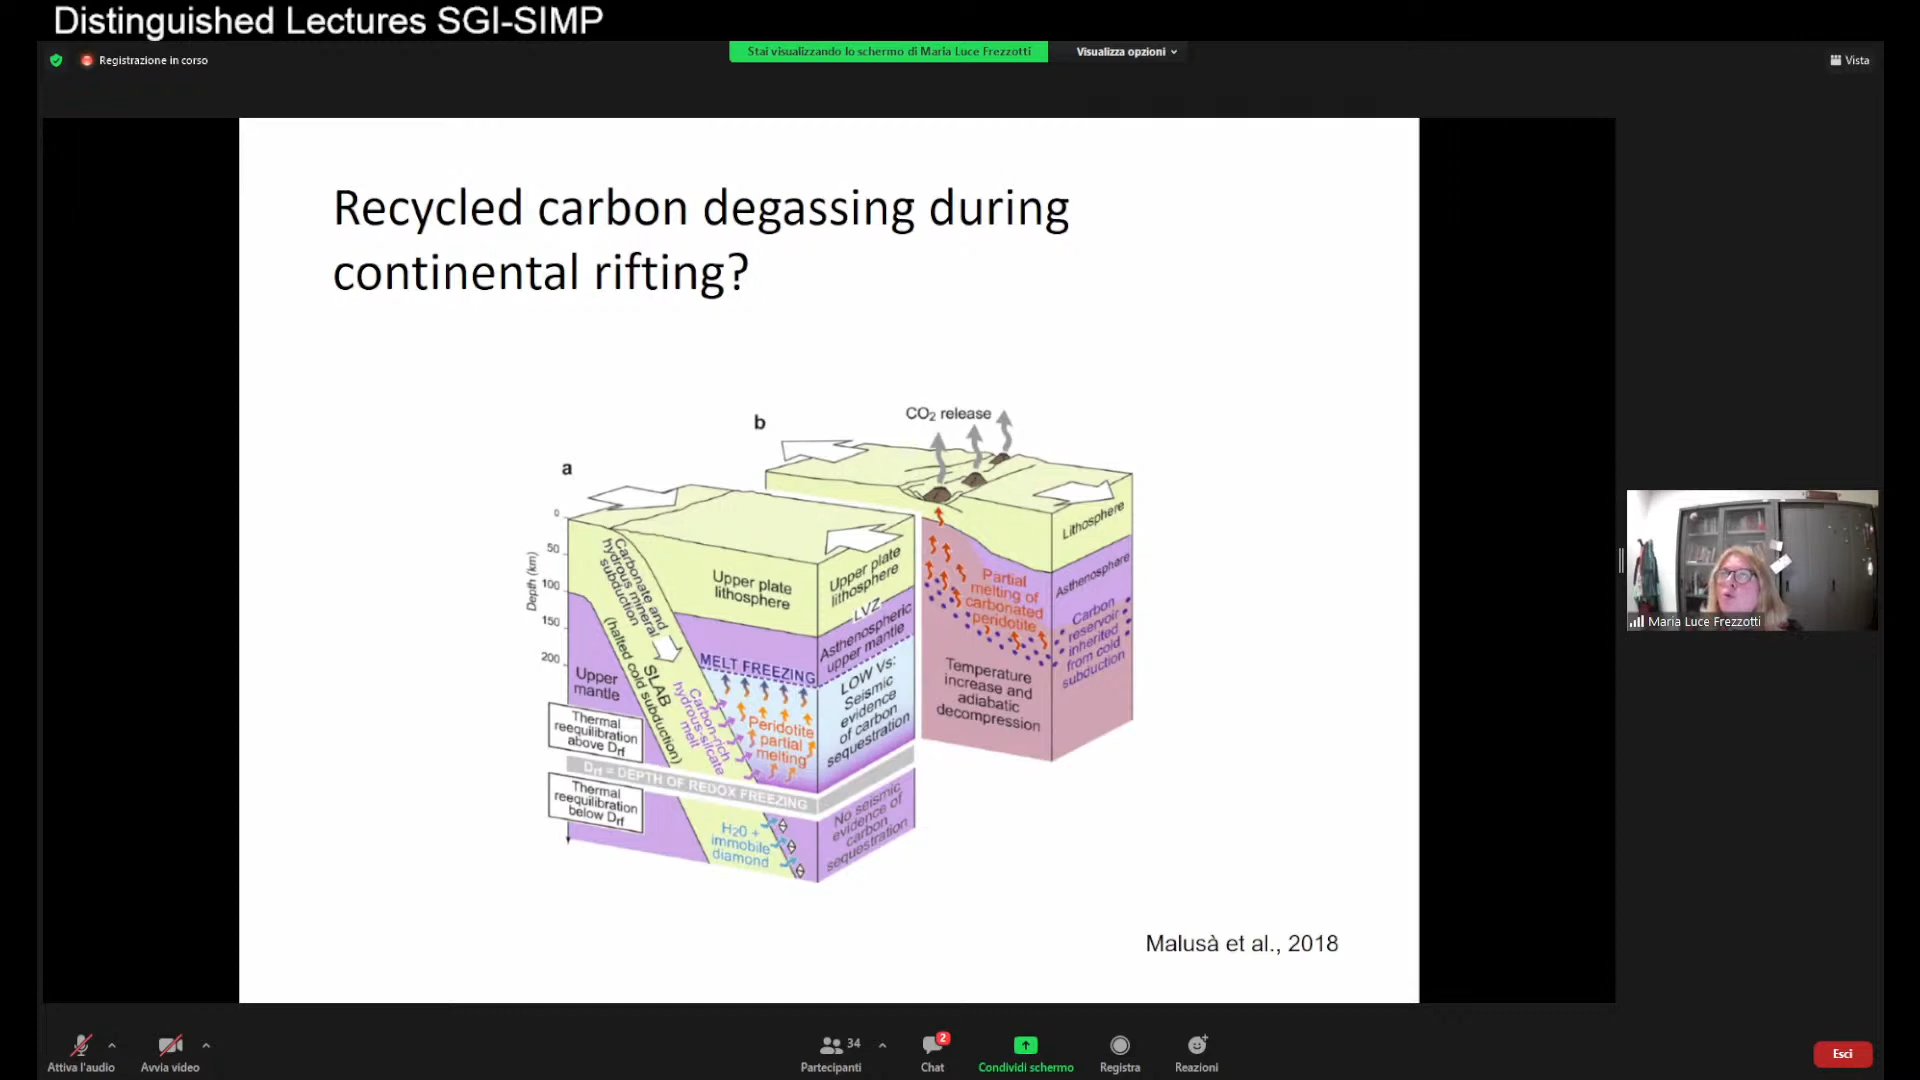 Distinguished Lectures SGI-SIMP
Registrazione in corso
Stai visualizzando lo schermo di Maria Luce Frezzotti
Visualizza opzioni
Vista
Recycled carbon degassing during
continental rifting?
CO₂ release
b
a
Depth (km)
0
50
100
150
200
Carbonate and
hydrous mineral
subduction
(halted cold subduction)
SLAB
Upper plate
lithosphere
Upper plate
lithosphere
LVZ
Asthenospheric
upper mantle
MELT FREEZING
LOW Vs:
Seismic
evidence
of carbon
sequestration
Upper
mantle
Carbon-rich
hydrous-silicate
melt
Peridotite
partial
melting
Thermal
reequilibration
above Drf
Drf = DEPTH OF REDOX FREEZING
Thermal
reequilibration
below Drf
H20 +
immobile
diamond
No seismic
evidence of
carbon
sequestration
Lithosphere
Asthenosphere
Partial
melting of
carbonated
peridotite
Carbon
reservoir
inherited
from cold
subduction
Temperature
increase and
adiabatic
decompression
Malusà et al., 2018
Maria Luce Frezzotti
Attiva l'audio
Avvia video
34
Partecipanti
2
Chat
Condividi schermo
Registra
Reazioni
Esci